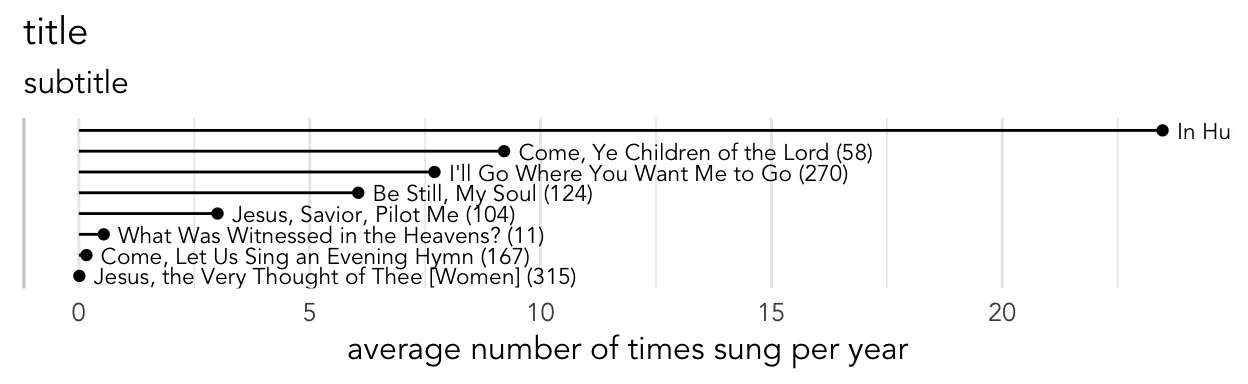 title
subtitle
In Hu
Come, Ye Children of the Lord (58)
I'll Go Where You Want Me to Go (270)
Be Still, My Soul (124)
Jesus, Savior, Pilot Me (104)
What Was Witnessed in the Heavens? (11)
Come, Let Us Sing an Evening Hymn (167)
Jesus, the Very Thought of Thee [Women] (315)
0 5 10 15 20
average number of times sung per year